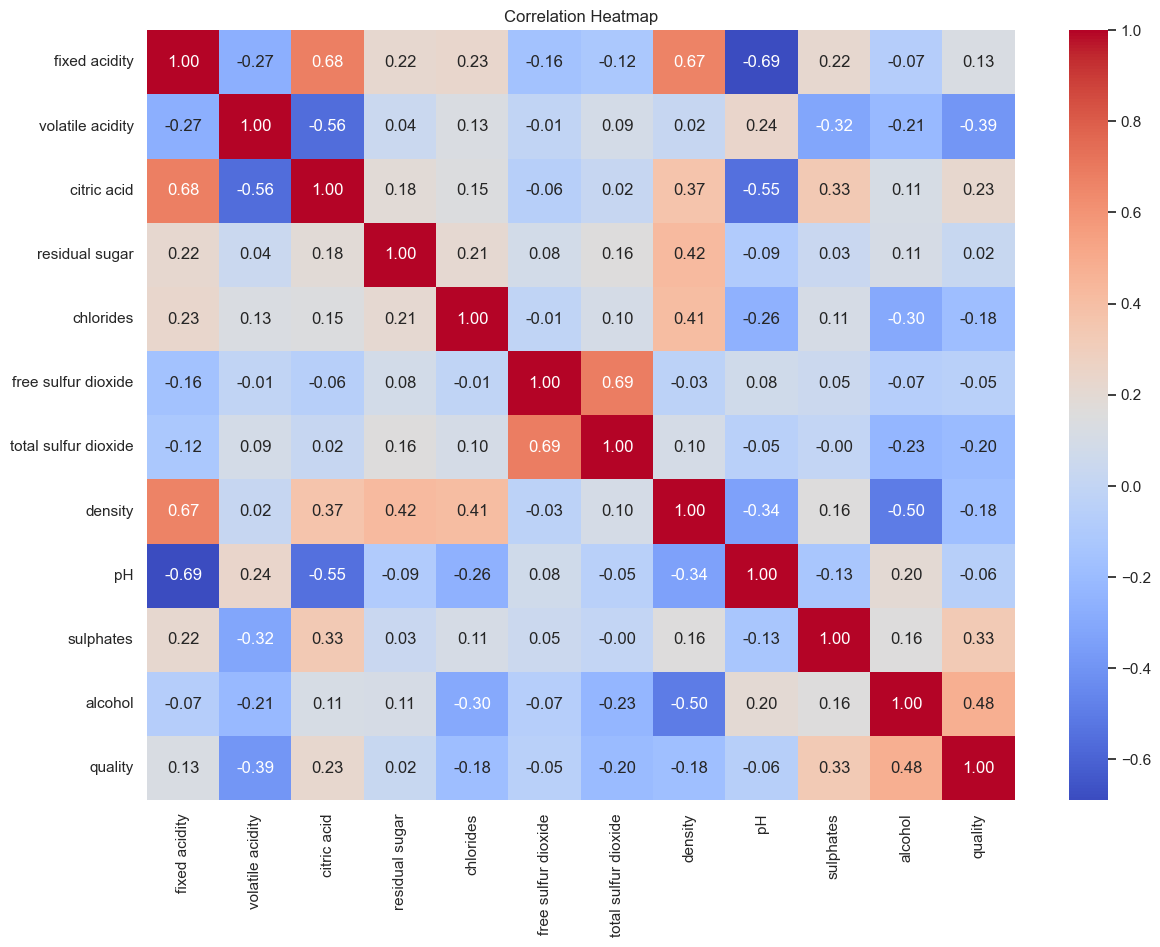 Correlation Heatmap
fixed acidity 1.00 -0.27 0.68 0.22 0.23 -0.16 -0.12 0.67 -0.69 0.22 -0.07 0.13
volatile acidity -0.27 1.00 -0.56 0.04 0.13 -0.01 0.09 0.02 0.24 -0.32 -0.21 -0.39
citric acid 0.68 -0.56 1.00 0.18 0.15 -0.06 0.02 0.37 -0.55 0.33 0.11 0.23
residual sugar 0.22 0.04 0.18 1.00 0.21 0.08 0.16 0.42 -0.09 0.03 0.11 0.02
chlorides 0.23 0.13 0.15 0.21 1.00 -0.01 0.10 0.41 -0.26 0.11 -0.30 -0.18
free sulfur dioxide -0.16 -0.01 -0.06 0.08 -0.01 1.00 0.69 -0.03 0.08 0.05 -0.07 -0.05
total sulfur dioxide -0.12 0.09 0.02 0.16 0.10 0.69 1.00 0.10 -0.05 -0.00 -0.23 -0.20
density 0.67 0.02 0.37 0.42 0.41 -0.03 0.10 1.00 -0.34 0.16 -0.50 -0.18
pH -0.69 0.24 -0.55 -0.09 -0.26 0.08 -0.05 -0.34 1.00 -0.13 0.20 -0.06
sulphates 0.22 -0.32 0.33 0.03 0.11 0.05 -0.00 0.16 -0.13 1.00 0.16 0.33
alcohol -0.07 -0.21 0.11 0.11 -0.30 -0.07 -0.23 -0.50 0.20 0.16 1.00 0.48
quality 0.13 -0.39 0.23 0.02 -0.18 -0.05 -0.20 -0.18 -0.06 0.33 0.48 1.00
fixed acidity
volatile acidity
citric acid
residual sugar
chlorides
free sulfur dioxide
total sulfur dioxide
density
pH
sulphates
alcohol
quality
1.0
0.8
0.6
0.4
0.2
0.0
−0.2
−0.4
−0.6